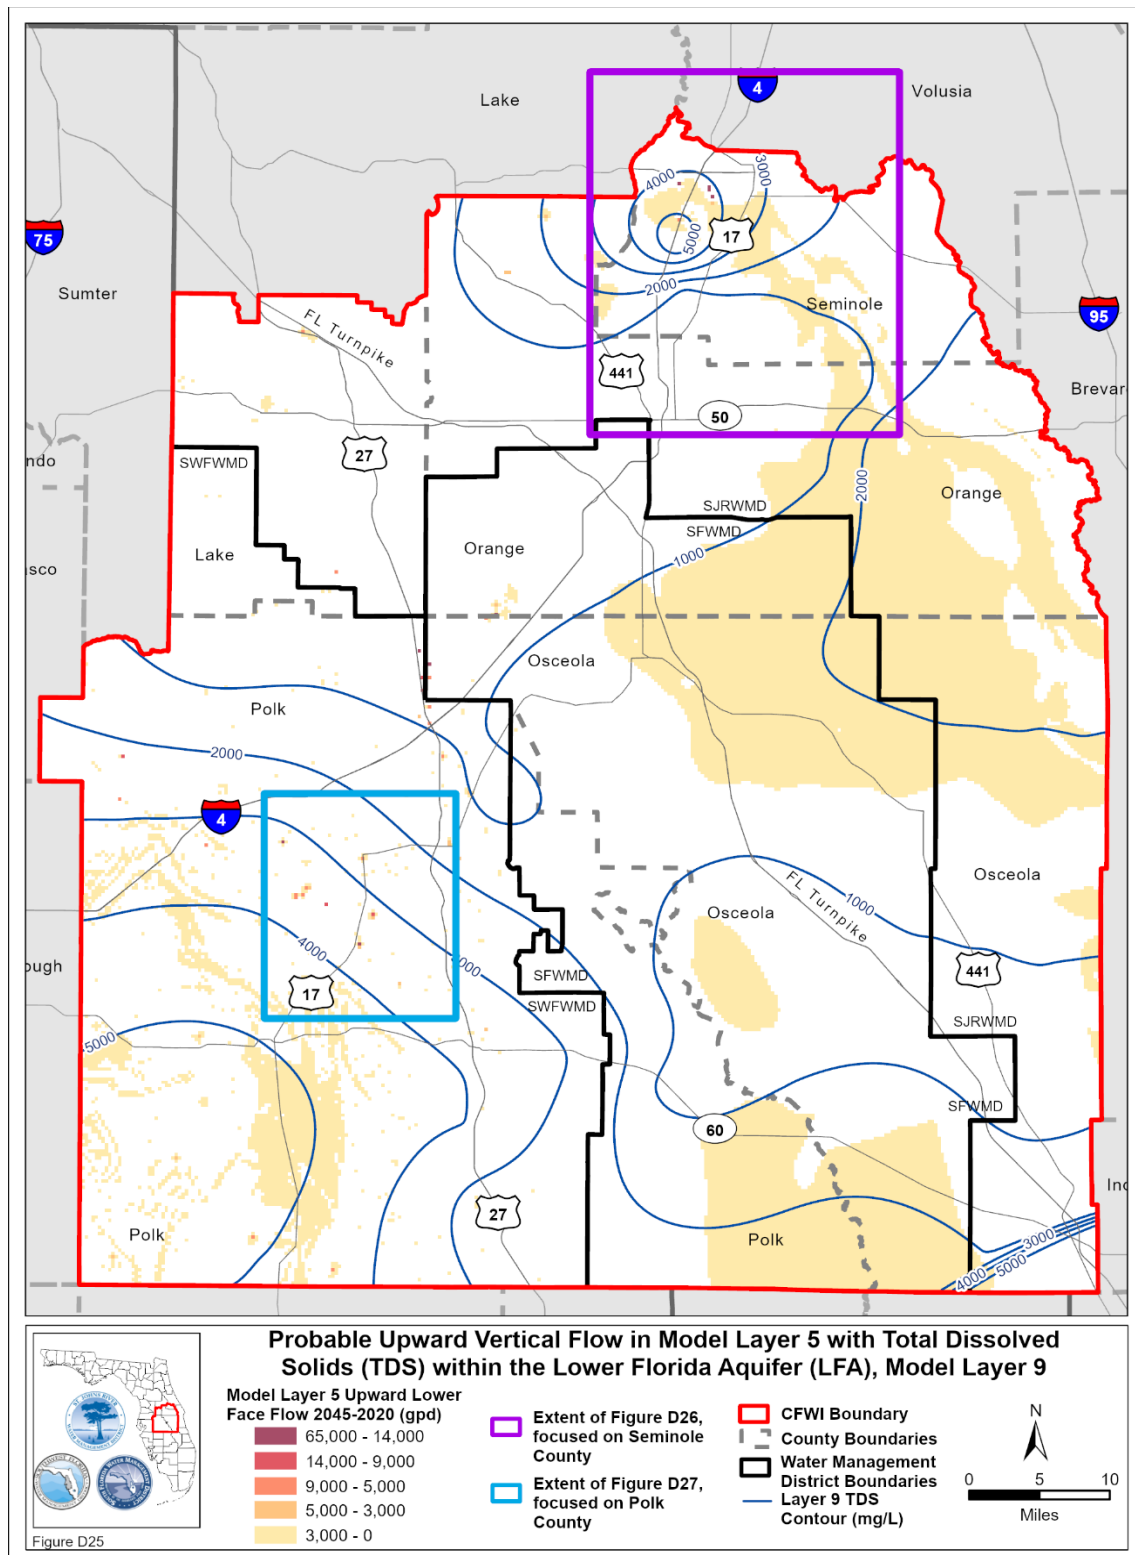 Lake
4
Volusia
4000
3000
75
5000
17
Sumter
2000
Seminole
95
FL Turnpike
441
Brevar
50
27
ndo
SWFWMD
2000
Orange
SJRWMD
SFWMD
Lake
Orange
1000
asco
Osceola
Polk
2000
4
FL Turnpike
1000
Osceola
Osceola
4000
ough
17
SFWMD
441
SWFWMD
SJRWMD
5000
SFWMD
60
Ind
27
Polk
Polk
3000
4000
5000
Probable Upward Vertical Flow in Model Layer 5 with Total Dissolved
Solids (TDS) within the Lower Florida Aquifer (LFA), Model Layer 9
Model Layer 5 Upward Lower
Face Flow 2045-2020 (gpd)
65,000 - 14,000
14,000 - 9,000
9,000 - 5,000
5,000 - 3,000
3,000 - 0
Extent of Figure D26,
focused on Seminole
County
Extent of Figure D27,
focused on Polk
County
CFWI Boundary
County Boundaries
Water Management
District Boundaries
Layer 9 TDS
Contour (mg/L)
N
0 5 10
Miles
Figure D25